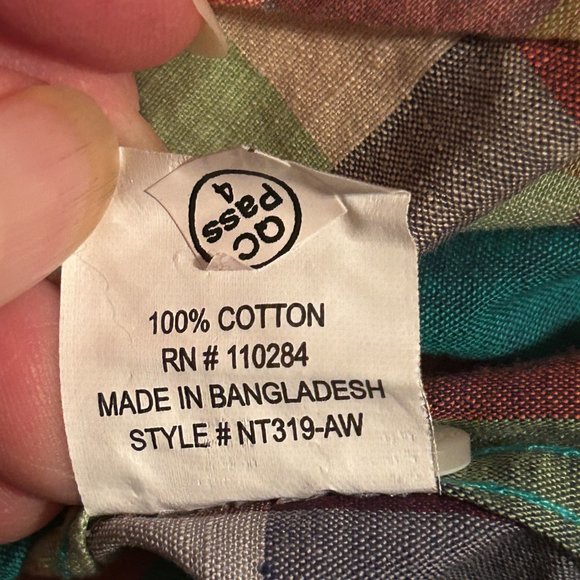 QC
Pass
4
100% COTTON
RN # 110284
MADE IN BANGLADESH
STYLE # NT319-AW